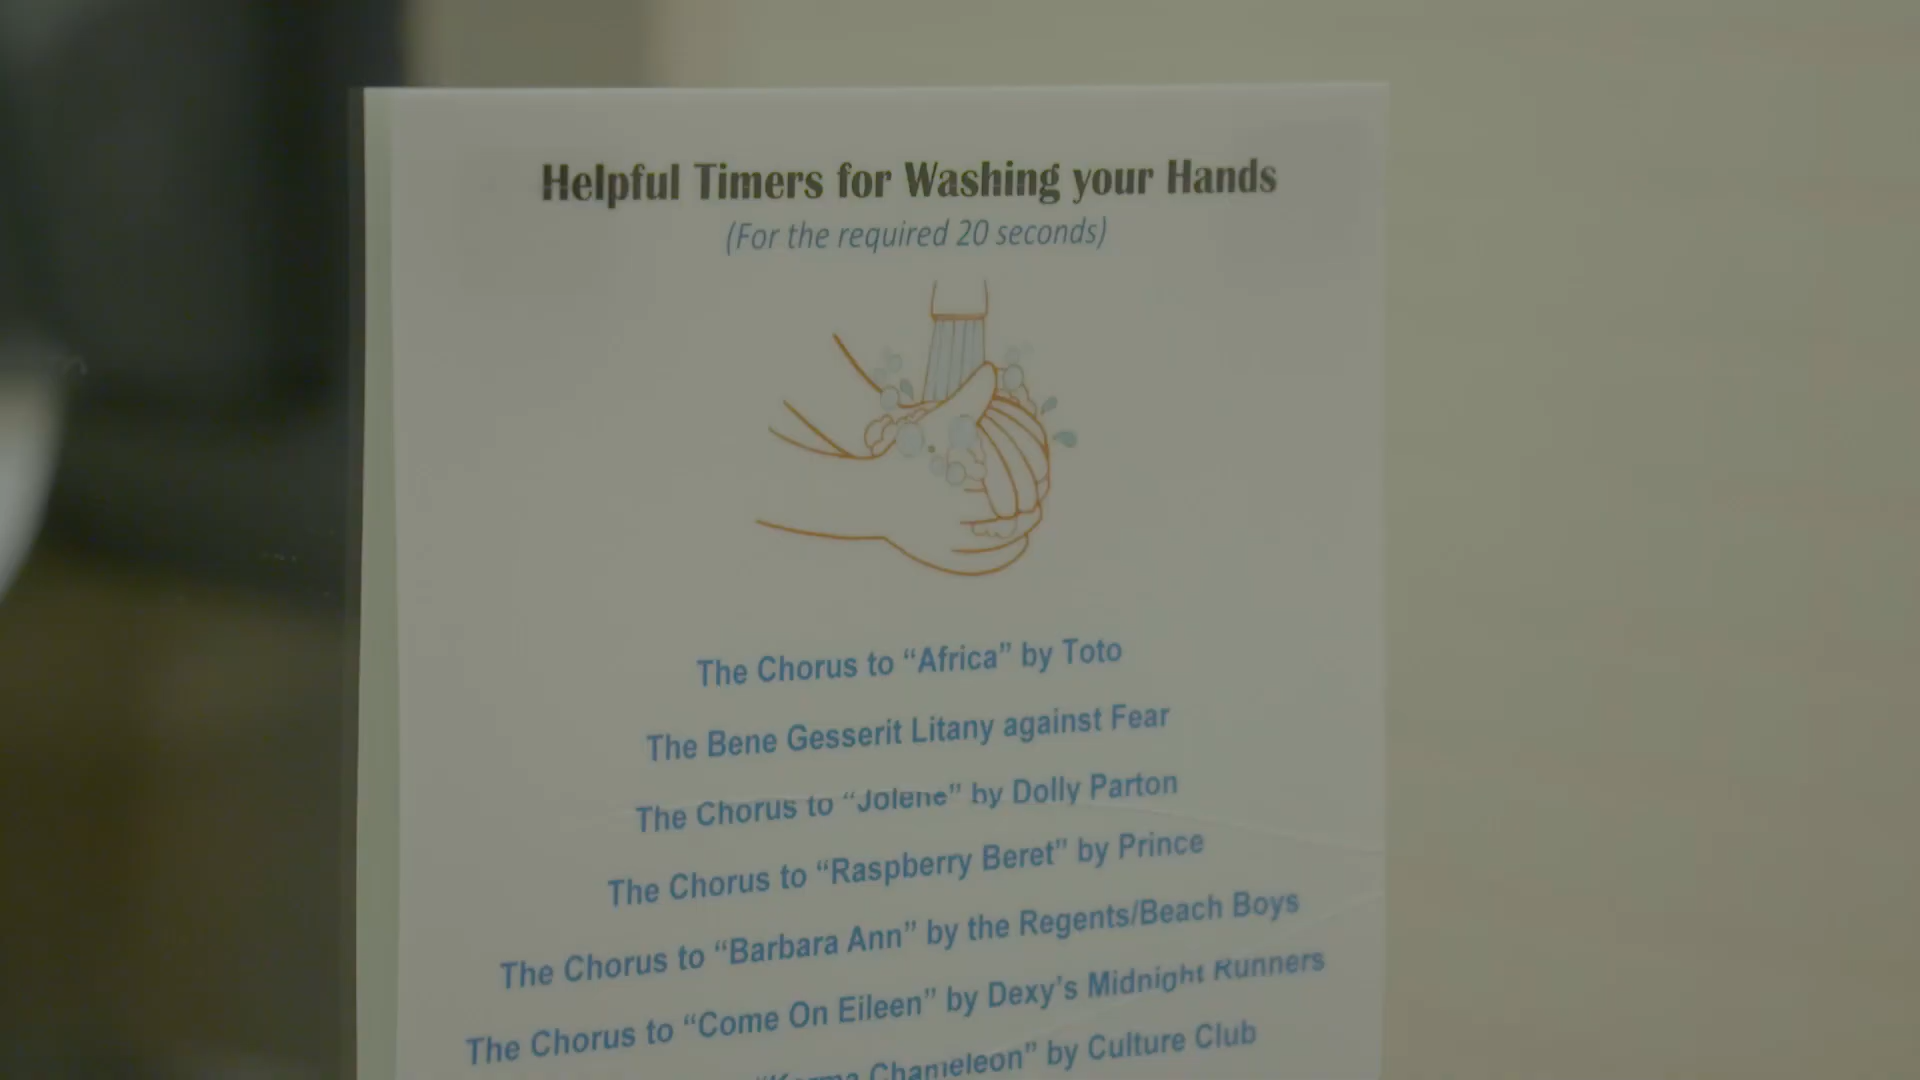 Helpful Timers for Washing your Hands
(For the required 20 seconds)
The Chorus to “Africa” by Toto
The Bene Gesserit Litany against Fear
The Chorus to “Jolene” by Dolly Parton
The Chorus to “Raspberry Beret” by Prince
The Chorus to “Barbara Ann” by the Regents/Beach Boys
The Chorus to “Come On Eileen” by Dexy’s Midnight Runners
“Karma Chameleon” by Culture Club